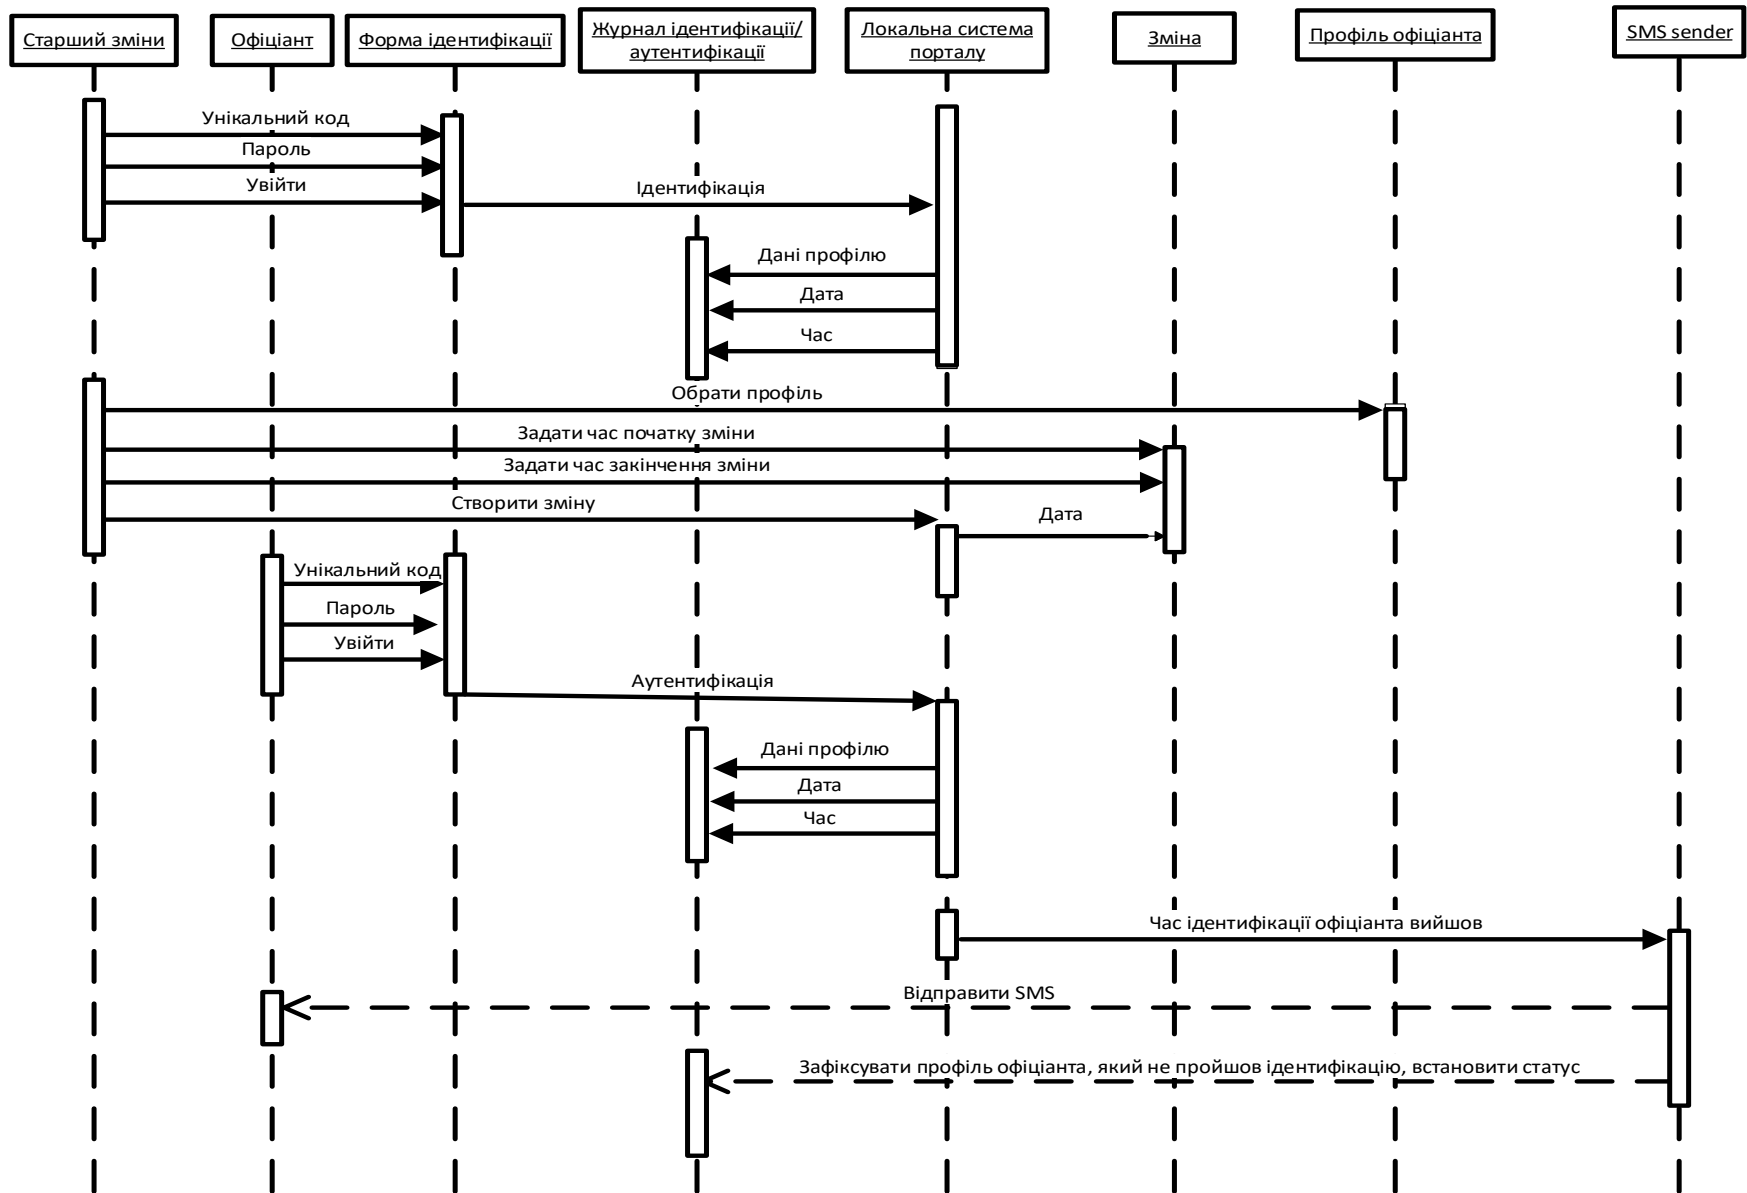 Старший зміни
Офіціант
Форма ідентифікації
Журнал ідентифікації/
аутентифікації
Локальна система
порталу
Зміна
Профіль офіціанта
SMS sender
Унікальний код
Пароль
Увійти
Ідентифікація
Дані профілю
Дата
Час
Обрати профіль
Задати час початку зміни
Задати час закінчення зміни
Створити зміну
Дата
Унікальний код
Пароль
Увійти
Аутентифікація
Дані профілю
Дата
Час
Час ідентифікації офіціанта вийшов
Відправити SMS
Зафіксувати профіль офіціанта, який не пройшов ідентифікацію, встановити статус